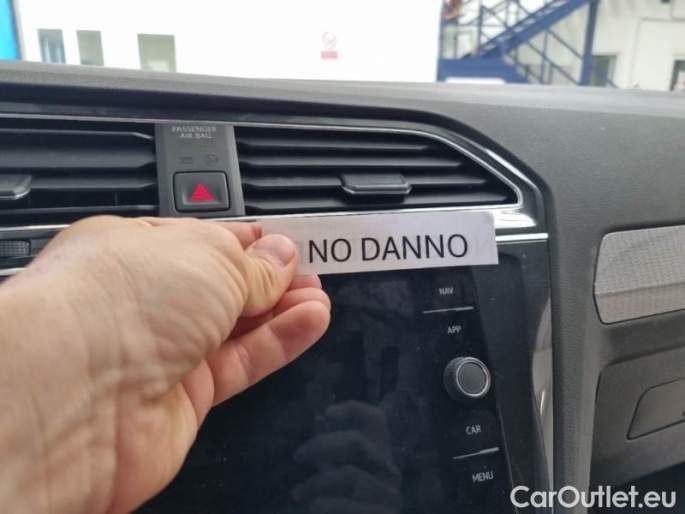 PASSENGER
AIR BAG
NO DANNO
NAV
APP
CAR
MENU
CarOutlet.eu